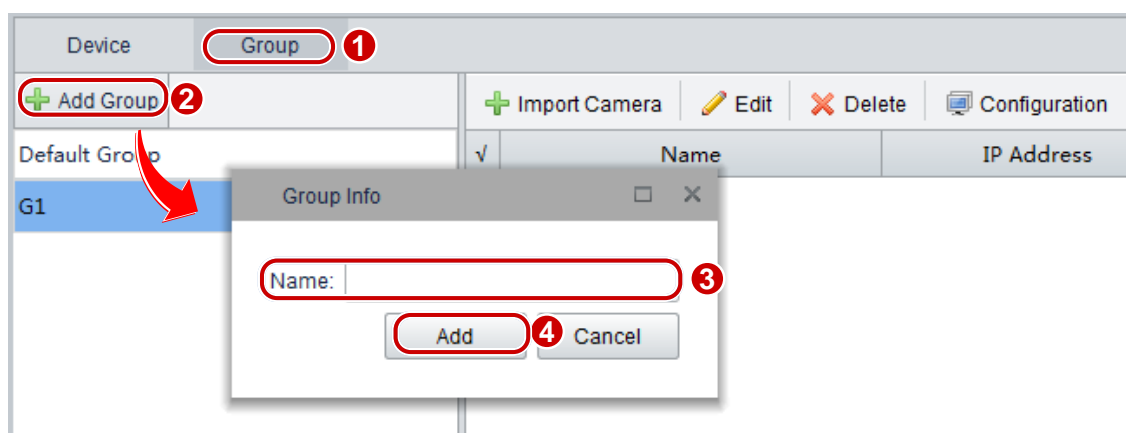 Device Group 1
Add Group 2 Import Camera Edit Delete Configuration
Default Group √ Name IP Address
G1 Group Info
Name: 3
Add 4 Cancel